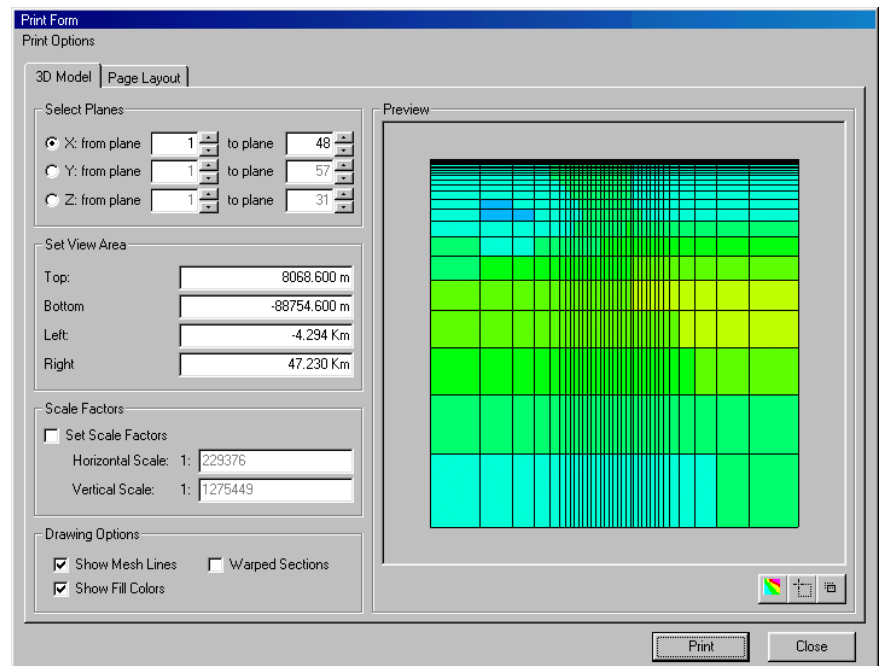 Print Form
Print Options
3D Model Page Layout
Select Planes
X: from plane 1 to plane 48
Y: from plane 1 to plane 57
Z: from plane 1 to plane 31
Set View Area
Top: 8068.600 m
Bottom -88754.600 m
Left: -4.294 Km
Right 47.230 Km
Scale Factors
Set Scale Factors
Horizontal Scale: 1: 229376
Vertical Scale: 1: 1275449
Drawing Options
Show Mesh Lines Warped Sections
Show Fill Colors
Preview
Print Close